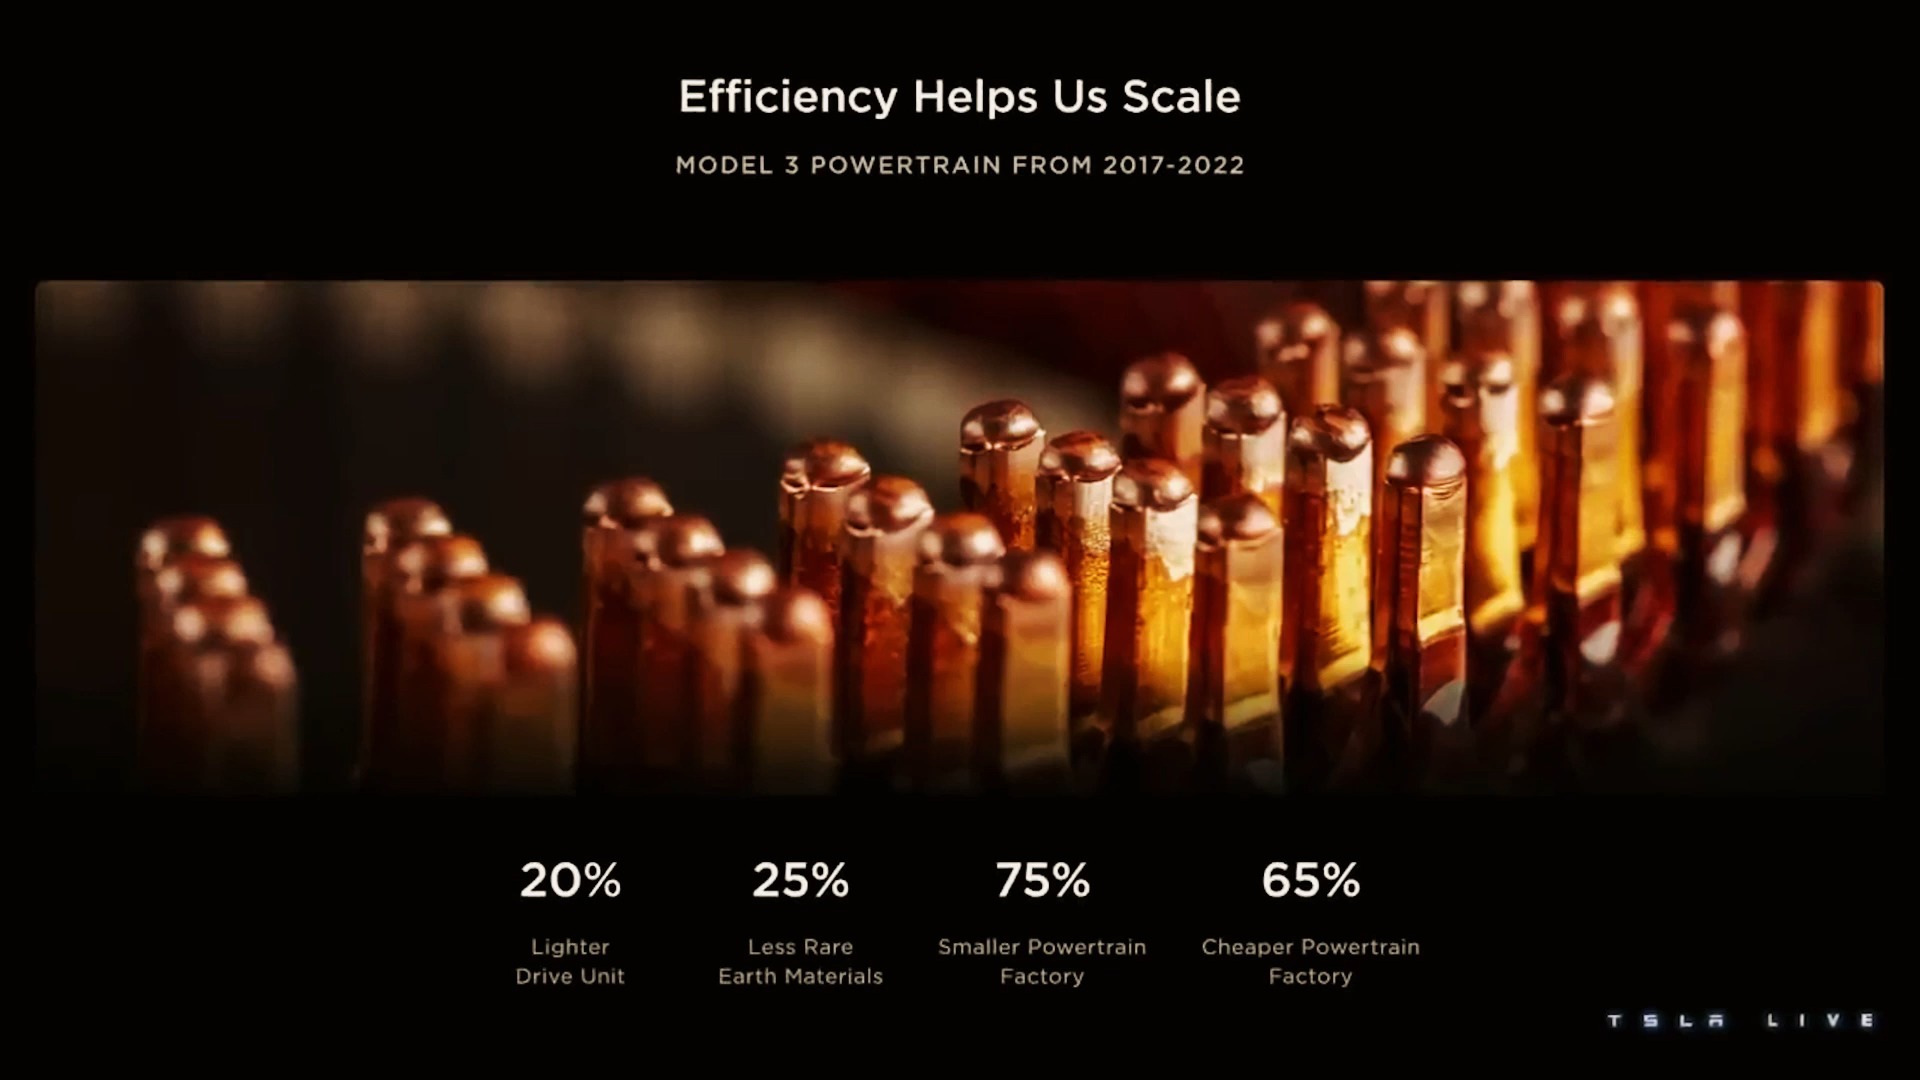 Efficiency Helps Us Scale
MODEL 3 POWERTRAIN FROM 2017-2022
20%
Lighter
Drive Unit
25%
Less Rare
Earth Materials
75%
Smaller Powertrain
Factory
65%
Cheaper Powertrain
Factory
TSLA LIVE